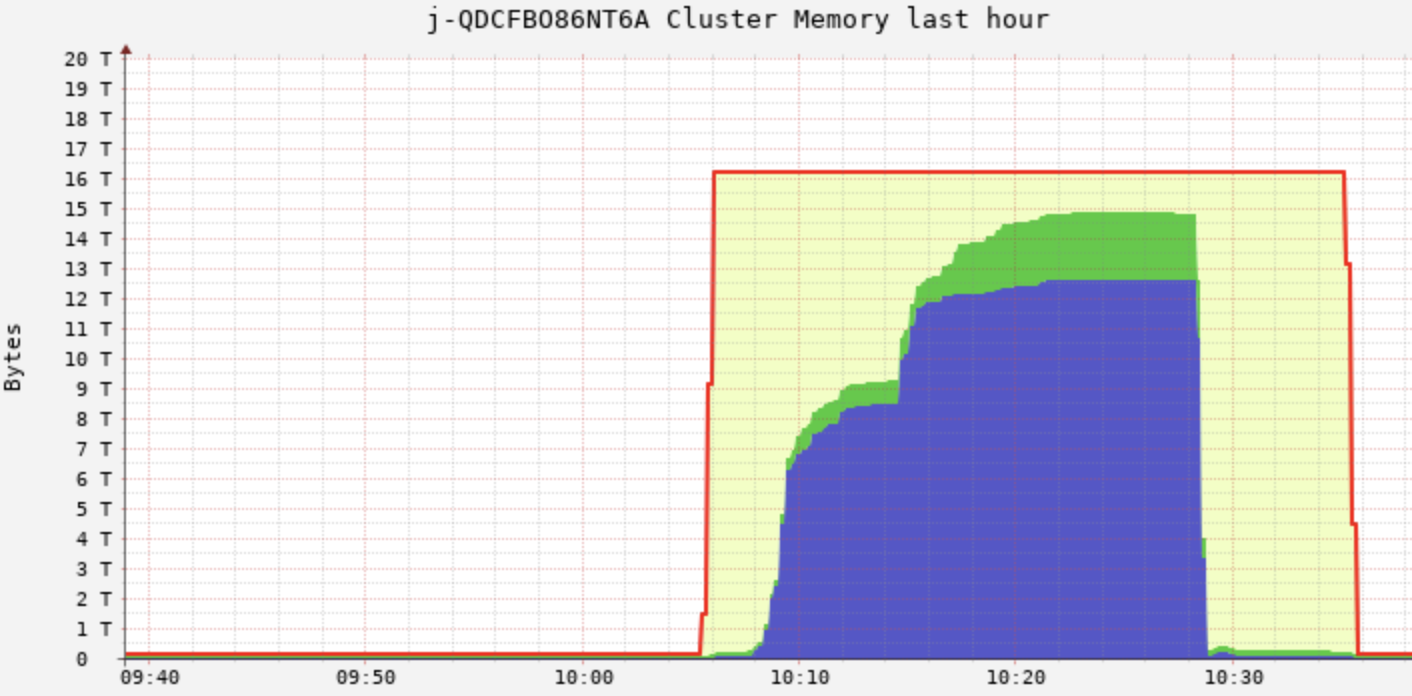 j-QDCFBO86NT6A Cluster Memory last hour
20 T
19 T
18 T
17 T
16 T
15 T
14 T
13 T
12 T
11 T
10 T
9 T
8 T
7 T
6 T
5 T
4 T
3 T
2 T
1 T
0
Bytes
09:40 09:50 10:00 10:10 10:20 10:30